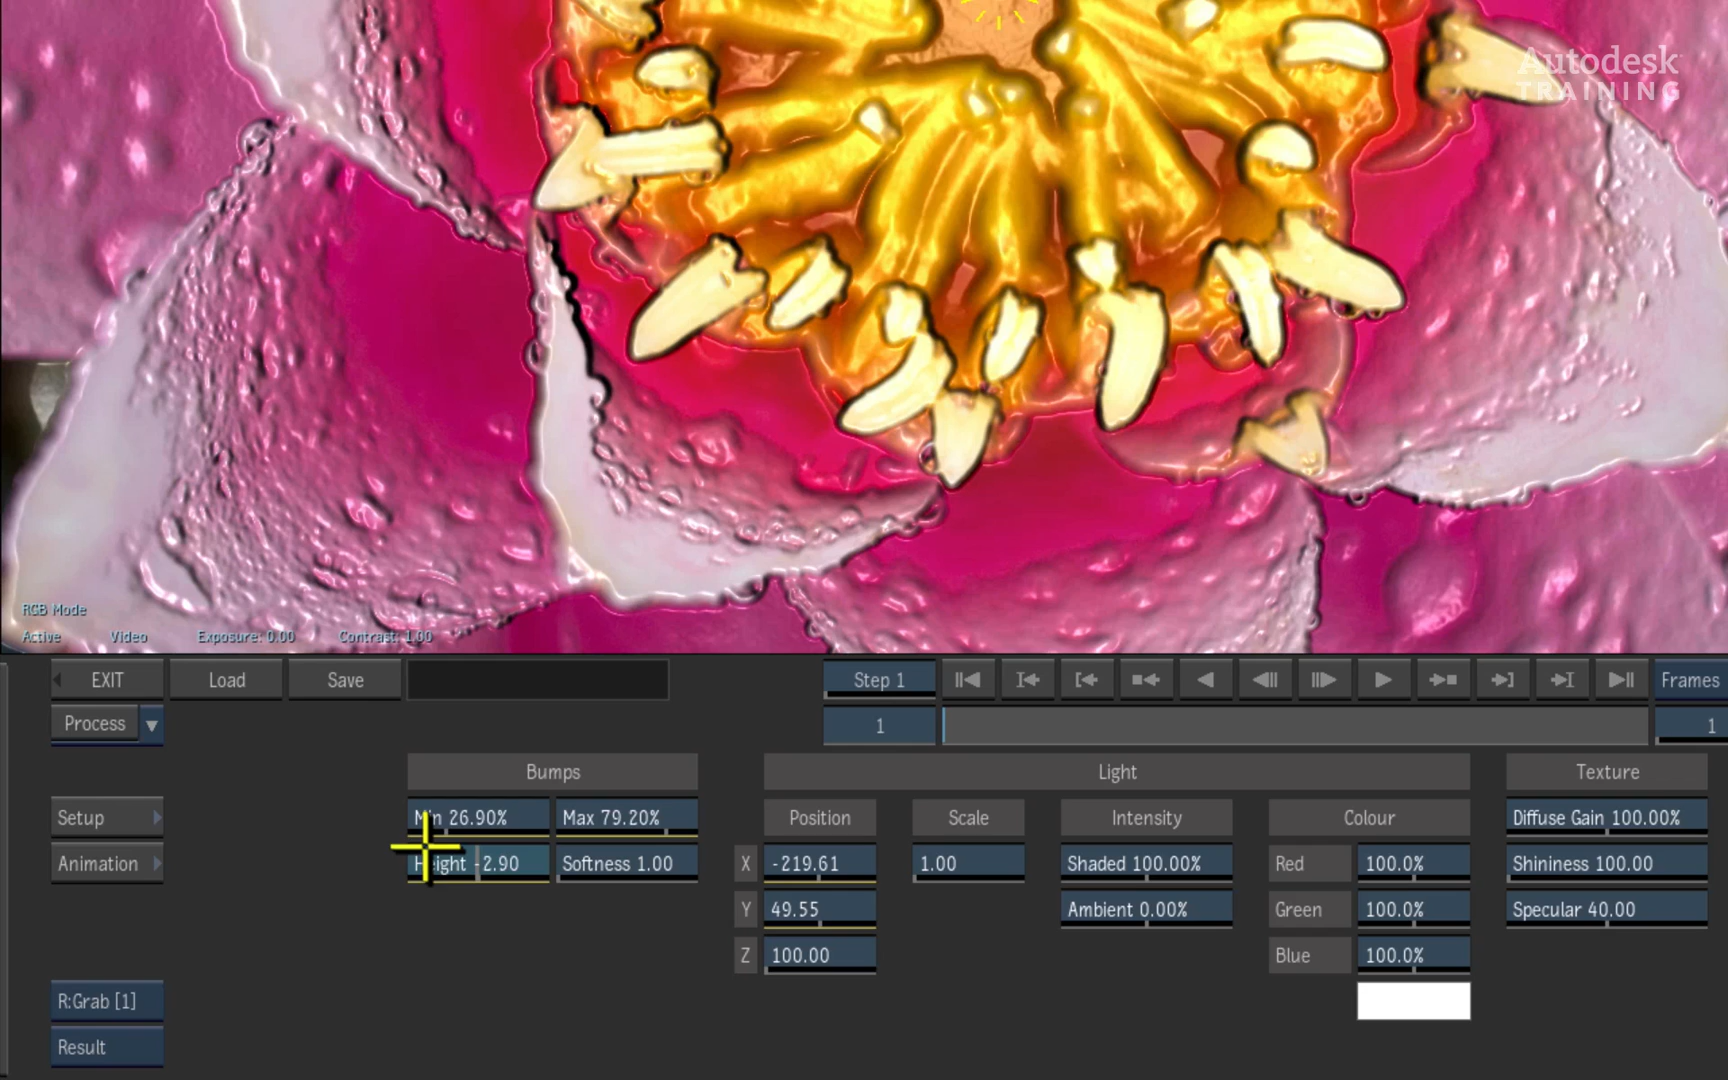 Autodesk
TRAINING
RGB Mode
Active Video Exposure: 0.00 Contrast: 1.00
EXIT Load Save Step 1 Frames
Process 1 1
Bumps Light Texture
Setup Min 26.90% Max 79.20% Position Scale Intensity Colour Diffuse Gain 100.00%
Animation Height -2.90 Softness 1.00 X -219.61 1.00 Shaded 100.00% Red 100.0% Shininess 100.00
Y 49.55 Ambient 0.00% Green 100.0% Specular 40.00
Z 100.00 Blue 100.0%
R:Grab [1]
Result